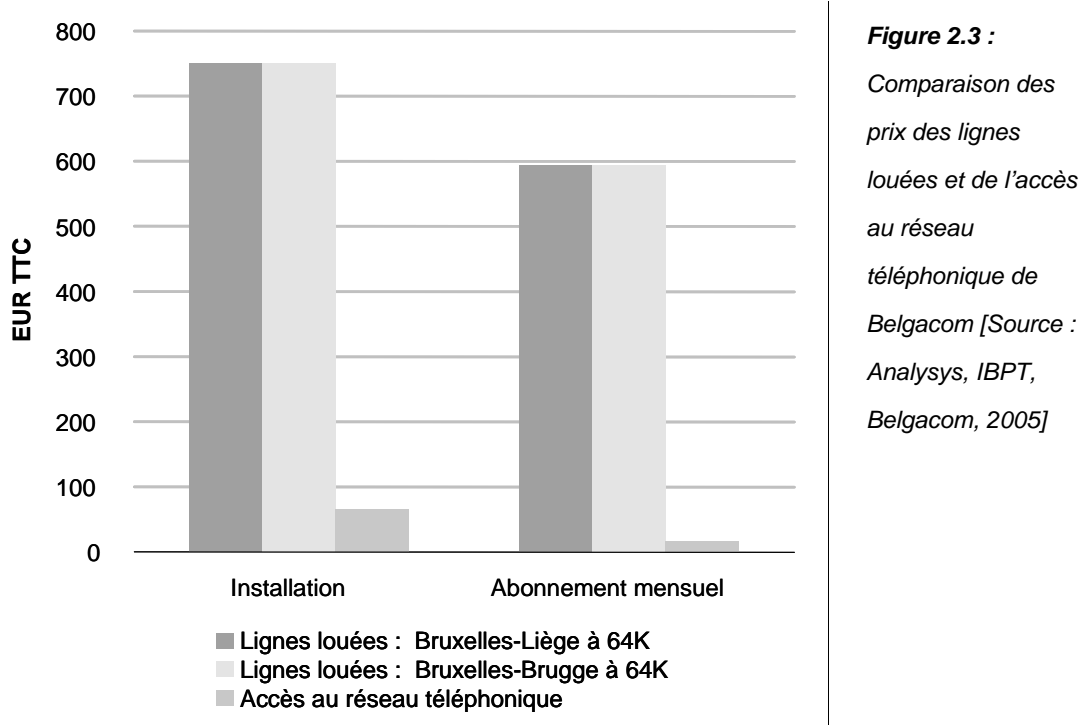 800
700
600
500
400
300
200
100
0
EUR TTC
Installation
Abonnement mensuel
Lignes louées : Bruxelles-Liège à 64K
Lignes louées : Bruxelles-Brugge à 64K
Accès au réseau téléphonique
Figure 2.3 :
Comparaison des
prix des lignes
louées et de l'accès
au réseau
téléphonique de
Belgacom [Source :
Analysys, IBPT,
Belgacom, 2005]